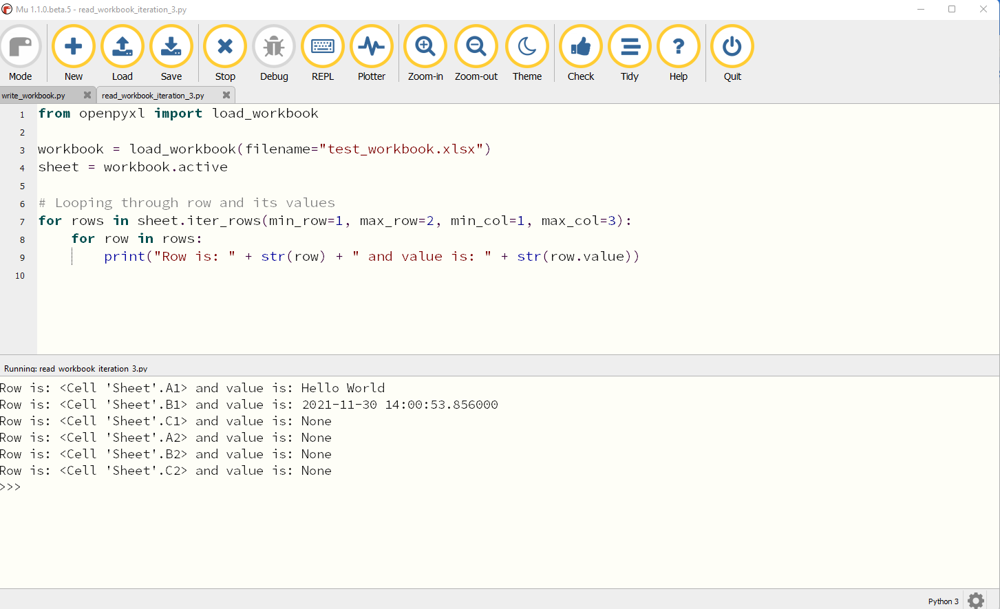 Mu 1.1.0.beta.5 - read_workbook_iteration_3.py
Mode New Load Save Stop Debug REPL Plotter Zoom-in Zoom-out Theme Check Tidy Help Quit
write_workbook.py read_workbook_iteration_3.py
1 from openpyxl import load_workbook
2
3 workbook = load_workbook(filename="test_workbook.xlsx")
4 sheet = workbook.active
5
6 # Looping through row and its values
7 for rows in sheet.iter_rows(min_row=1, max_row=2, min_col=1, max_col=3):
8 for row in rows:
9 print("Row is: " + str(row) + " and value is: " + str(row.value))
10
Running: read_workbook_iteration_3.py
Row is: <Cell 'Sheet'.A1> and value is: Hello World
Row is: <Cell 'Sheet'.B1> and value is: 2021-11-30 14:00:53.856000
Row is: <Cell 'Sheet'.C1> and value is: None
Row is: <Cell 'Sheet'.A2> and value is: None
Row is: <Cell 'Sheet'.B2> and value is: None
Row is: <Cell 'Sheet'.C2> and value is: None
>>>
Python 3